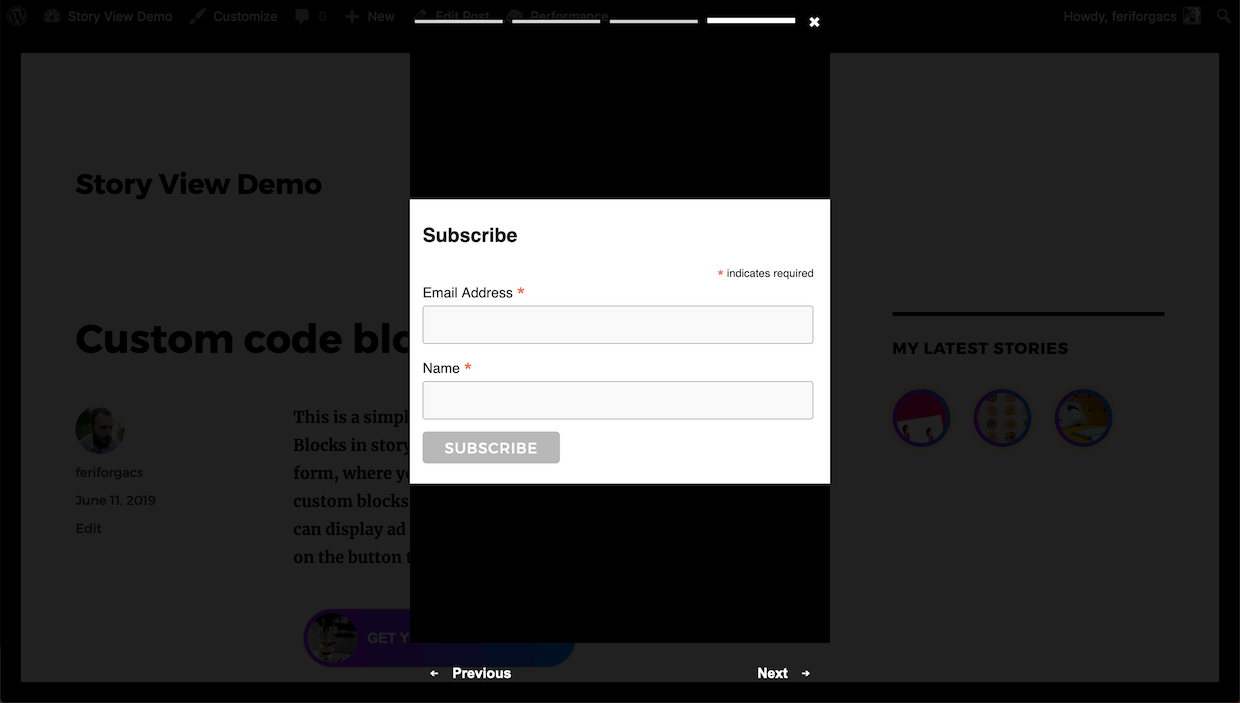 Story View Demo Customize 0 New Edit Post Performance Howdy, feriforgacs
Story View Demo
Subscribe
* indicates required
Email Address *
Name *
SUBSCRIBE
Custom code blo
MY LATEST STORIES
feriforgacs
June 11, 2019
Edit
This is a simpl
Blocks in story
form, where yo
custom blocks
can display ad
on the button t
GET Y
← Previous
Next →